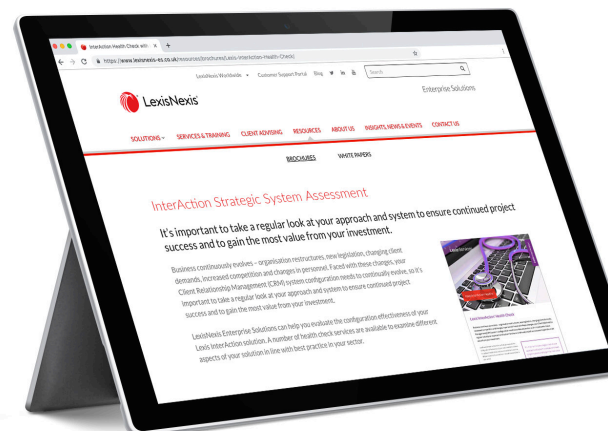 InterAction Health Check with
https://www.lexisnexis-es.co.uk/resources/brochures/Lexis-InterAction-Health-Check/
LexisNexis Worldwide Customer Support Portal Blog Search
LexisNexis®
Enterprise Solutions
SOLUTIONS SERVICES & TRAINING CLIENT ADVISING RESOURCES ABOUT US INSIGHTS, NEWS & EVENTS CONTACT US
BROCHURES WHITE PAPERS
InterAction Strategic System Assessment
It's important to take a regular look at your approach and system to ensure continued project
success and to gain the most value from your investment.
Business continuously evolves – organisation restructures, new legislation, changing client
demands, increased competition and changes in personnel. Faced with these changes, your
Client Relationship Management (CRM) system configuration needs to continually evolve, so it's
important to take a regular look at your approach and system to ensure continued project
success and to gain the most value from your investment.
LexisNexis Enterprise Solutions can help you evaluate the configuration effectiveness of your
Lexis InterAction solution. A number of health check services are available to examine different
aspects of your solution in line with best practice in your sector.